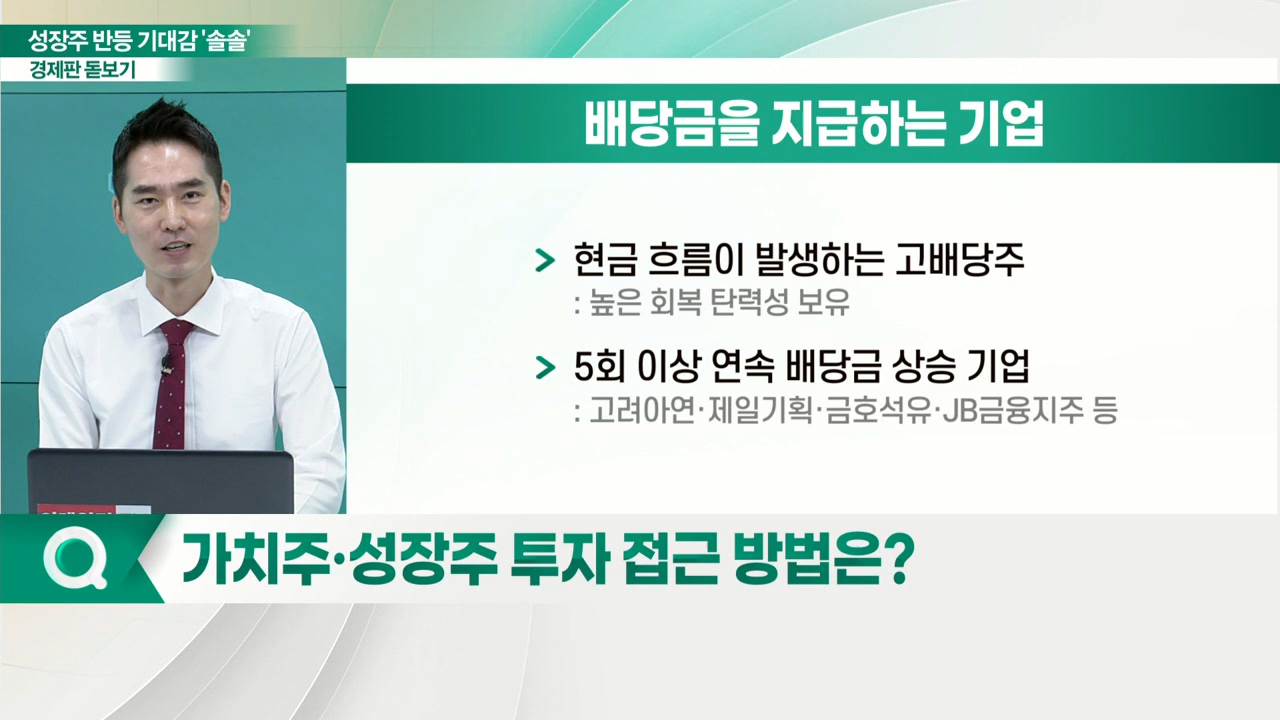 성장주 반등 기대감 '솔솔'
경제판 돋보기
배당금을 지급하는 기업
현금 흐름이 발생하는 고배당주
: 높은 회복 탄력성 보유
5회 이상 연속 배당금 상승 기업
: 고려아연·제일기획·금호석유·JB금융지주 등
가치주·성장주 투자 접근 방법은?